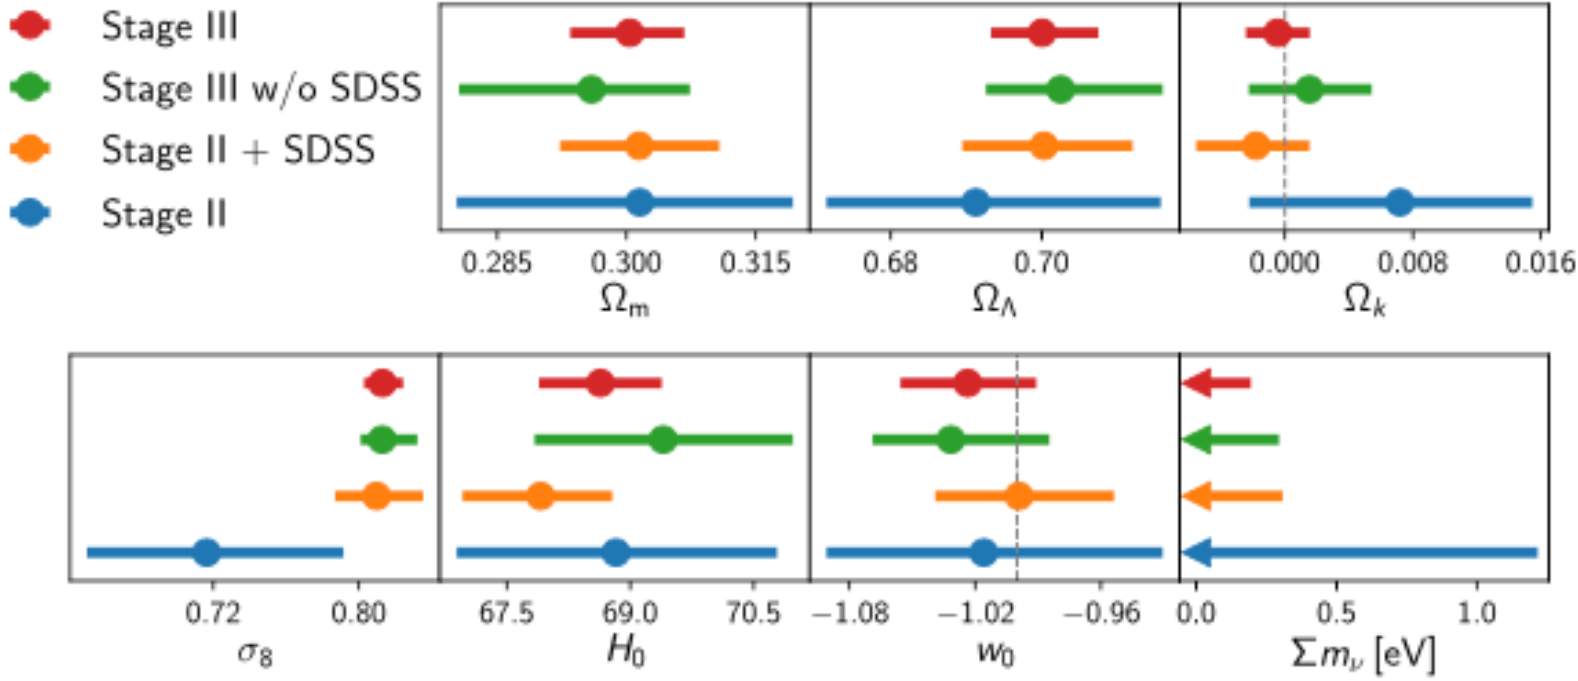 Stage III
Stage III w/o SDSS
Stage II + SDSS
Stage II
0.285 0.300 0.315
Ωm
0.68 0.70
ΩΛ
0.000 0.008 0.016
Ωk
0.72 0.80
σ8
67.5 69.0 70.5
H0
−1.08 −1.02 −0.96
w0
0.0 0.5 1.0
Σmν [eV]